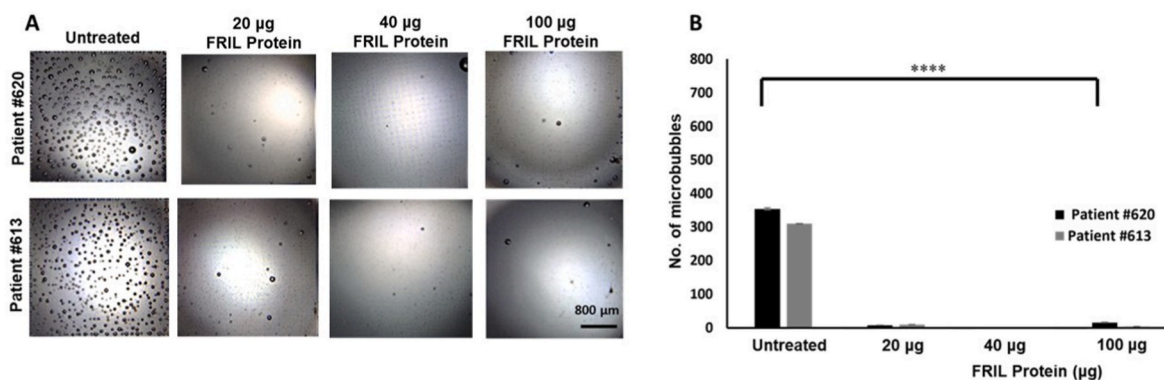 A
Untreated
20 µg
FRIL Protein
40 µg
FRIL Protein
100 µg
FRIL Protein
Patient #620
Patient #613
800 µm
B
****
No. of microbubbles
800
700
600
500
400
300
200
100
0
Patient #620
Patient #613
Untreated
20 µg
40 µg
100 µg
FRIL Protein (µg)